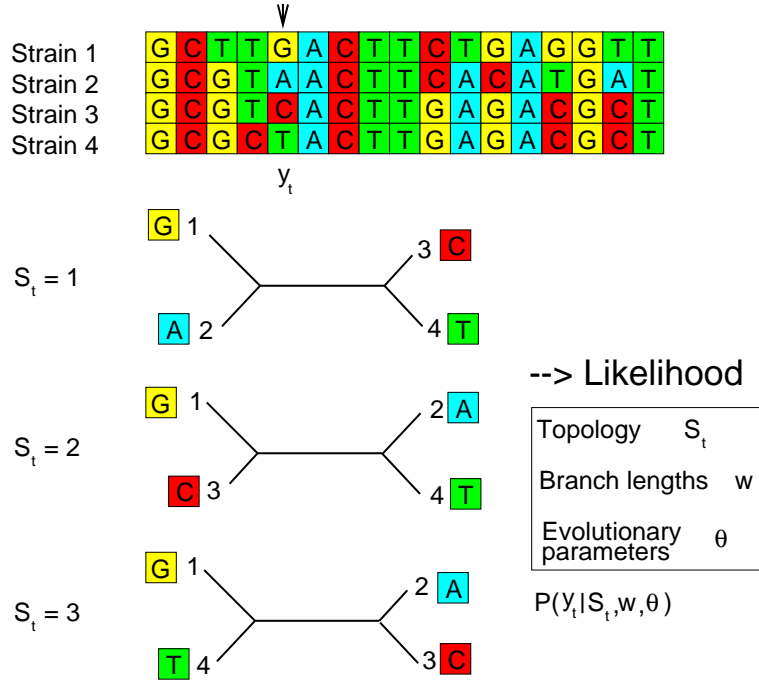 Strain 1 G C T T G A C T T C T G A G G T T
Strain 2 G C G T A A C T T C A C A T G A T
Strain 3 G C G T C A C T T G A G A C G C T
Strain 4 G C G C T A C T T G A G A C G C T
y_t
G 1
3 C
S_t = 1
A 2
4 T
--> Likelihood
G 1
2 A
Topology S_t
S_t = 2
C 3
4 T
Branch lengths w
Evolutionary
parameters θ
G 1
2 A
P(y_t|S_t,w,θ)
S_t = 3
T 4
3 C